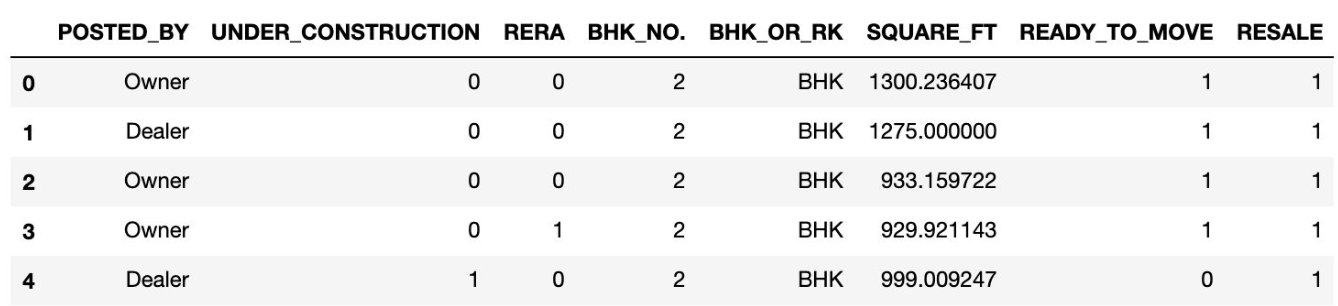 POSTED_BY UNDER_CONSTRUCTION RERA BHK_NO. BHK_OR_RK SQUARE_FT READY_TO_MOVE RESALE
0 Owner 0 0 2 BHK 1300.236407 1 1
1 Dealer 0 0 2 BHK 1275.000000 1 1
2 Owner 0 0 2 BHK 933.159722 1 1
3 Owner 0 1 2 BHK 929.921143 1 1
4 Dealer 1 0 2 BHK 999.009247 0 1